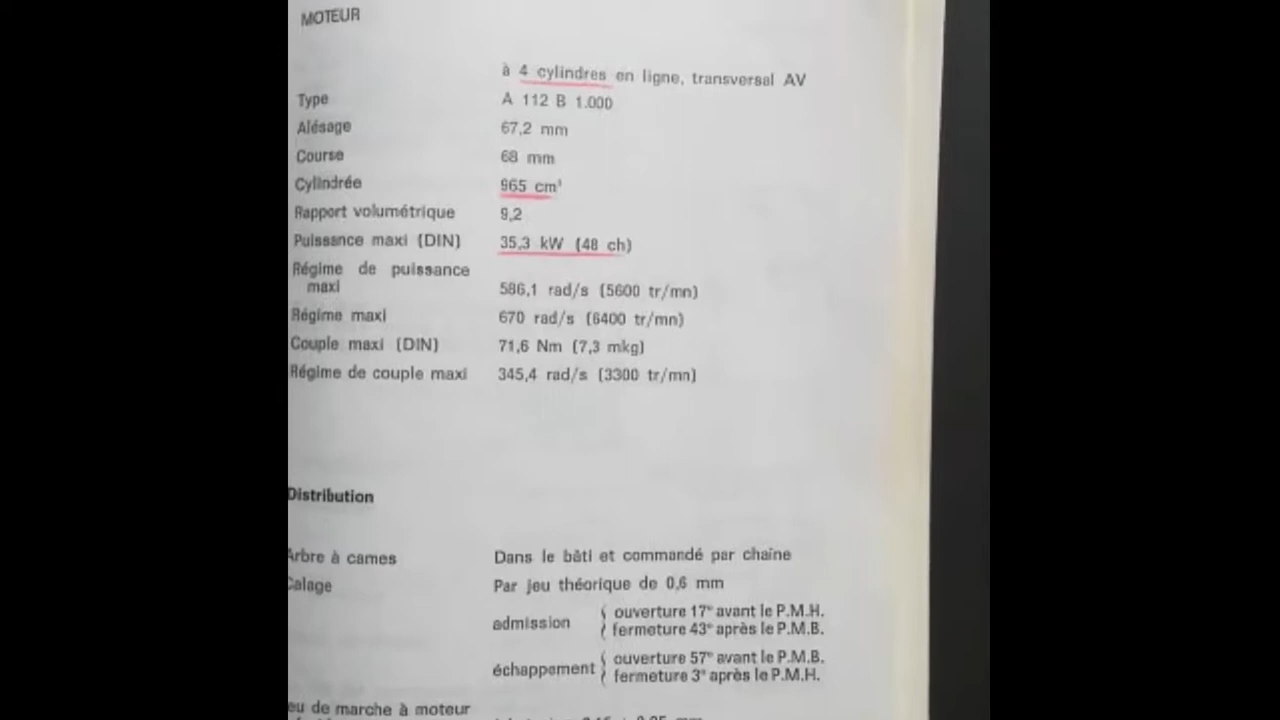 MOTEUR
à 4 cylindres en ligne, transversal AV
Type A 112 B 1.000
Alésage 67,2 mm
Course 68 mm
Cylindrée 965 cm³
Rapport volumétrique 9,2
Puissance maxi (DIN) 35,3 kW (48 ch)
Régime de puissance
maxi 586,1 rad/s (5600 tr/mn)
Régime maxi 670 rad/s (6400 tr/mn)
Couple maxi (DIN) 71,6 Nm (7,3 mkg)
Régime de couple maxi 345,4 rad/s (3300 tr/mn)
Distribution
Arbre à cames Dans le bâti et commandé par chaîne
Calage Par jeu théorique de 0,6 mm
admission { ouverture 17° avant le P.M.H.
fermeture 43° après le P.M.B.
échappement { ouverture 57° avant le P.M.B.
fermeture 3° après le P.M.H.
eu de marche à moteur